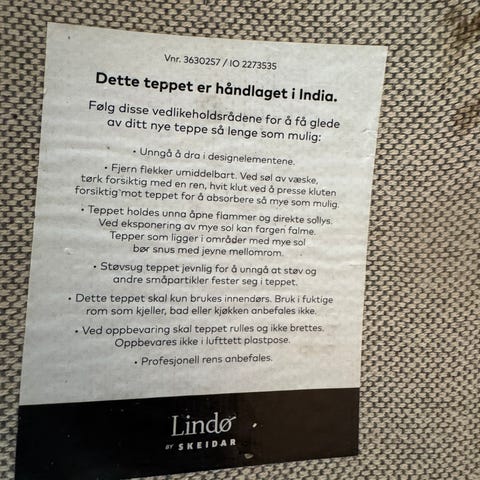 Vnr. 3630257 / IO 2273535
Dette teppet er håndlaget i India.
Følg disse vedlikeholdsrådene for å få glede
av ditt nye teppe så lenge som mulig:
• Unngå å dra i designelementene.
• Fjern flekker umiddelbart. Ved søl av væske,
tørk forsiktig med en ren, hvit klut ved å presse kluten
forsiktig mot teppet for å absorbere så mye som mulig.
• Teppet holdes unna åpne flammer og direkte sollys.
Ved eksponering av mye sol kan fargen falme.
Tepper som ligger i områder med mye sol
bør snus med jevne mellomrom.
• Støvsug teppet jevnlig for å unngå at støv og
andre småpartikler fester seg i teppet.
• Dette teppet skal kun brukes innendørs. Bruk i fuktige
rom som kjeller, bad eller kjøkken anbefales ikke.
• Ved oppbevaring skal teppet rulles og ikke brettes.
Oppbevares ikke i lufttett plastpose.
• Profesjonell rens anbefales.
Lindø
BY SKEIDAR